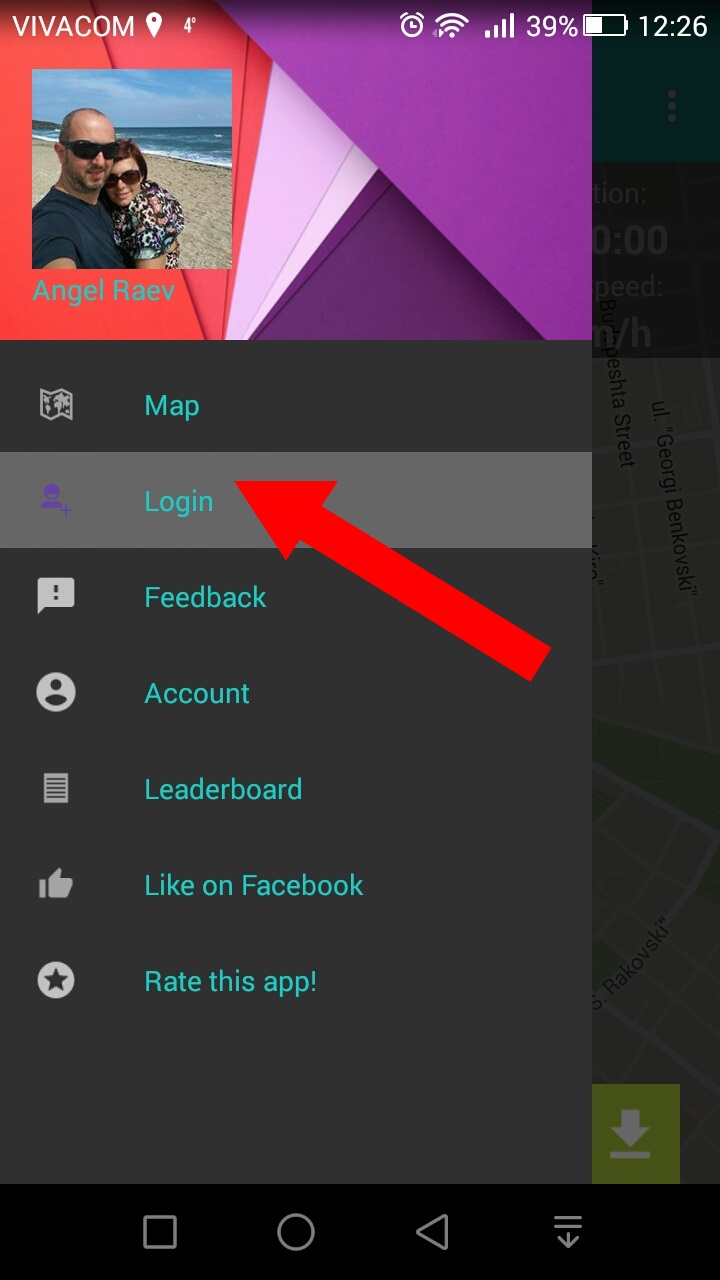 VIVACOM 4° 39% 12:26
Angel Raev
tion:
0:00
peed:
m/h
Map
Login
Feedback
Account
Leaderboard
Like on Facebook
Rate this app!
Budapeshta Street
ul. "Georgi Benkovski"
S. Rakovski"